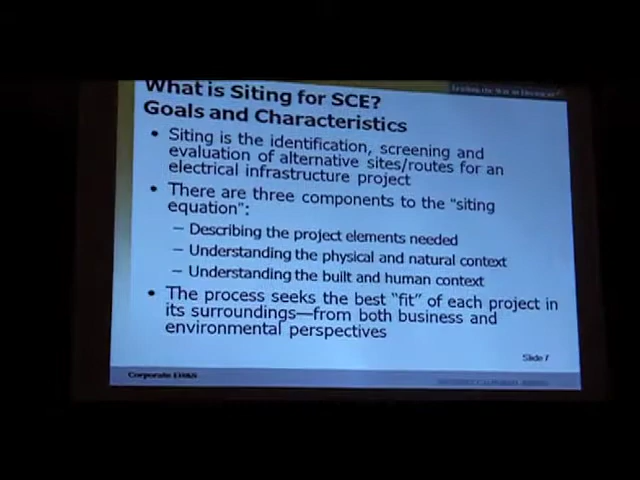 What is Siting for SCE?
Goals and Characteristics
• Siting is the identification, screening and
evaluation of alternative sites/routes for an
electrical infrastructure project
• There are three components to the "siting
equation":
– Describing the project elements needed
– Understanding the physical and natural context
– Understanding the built and human context
• The process seeks the best "fit" of each project in
its surroundings—from both business and
environmental perspectives
Slide 7
Corporate